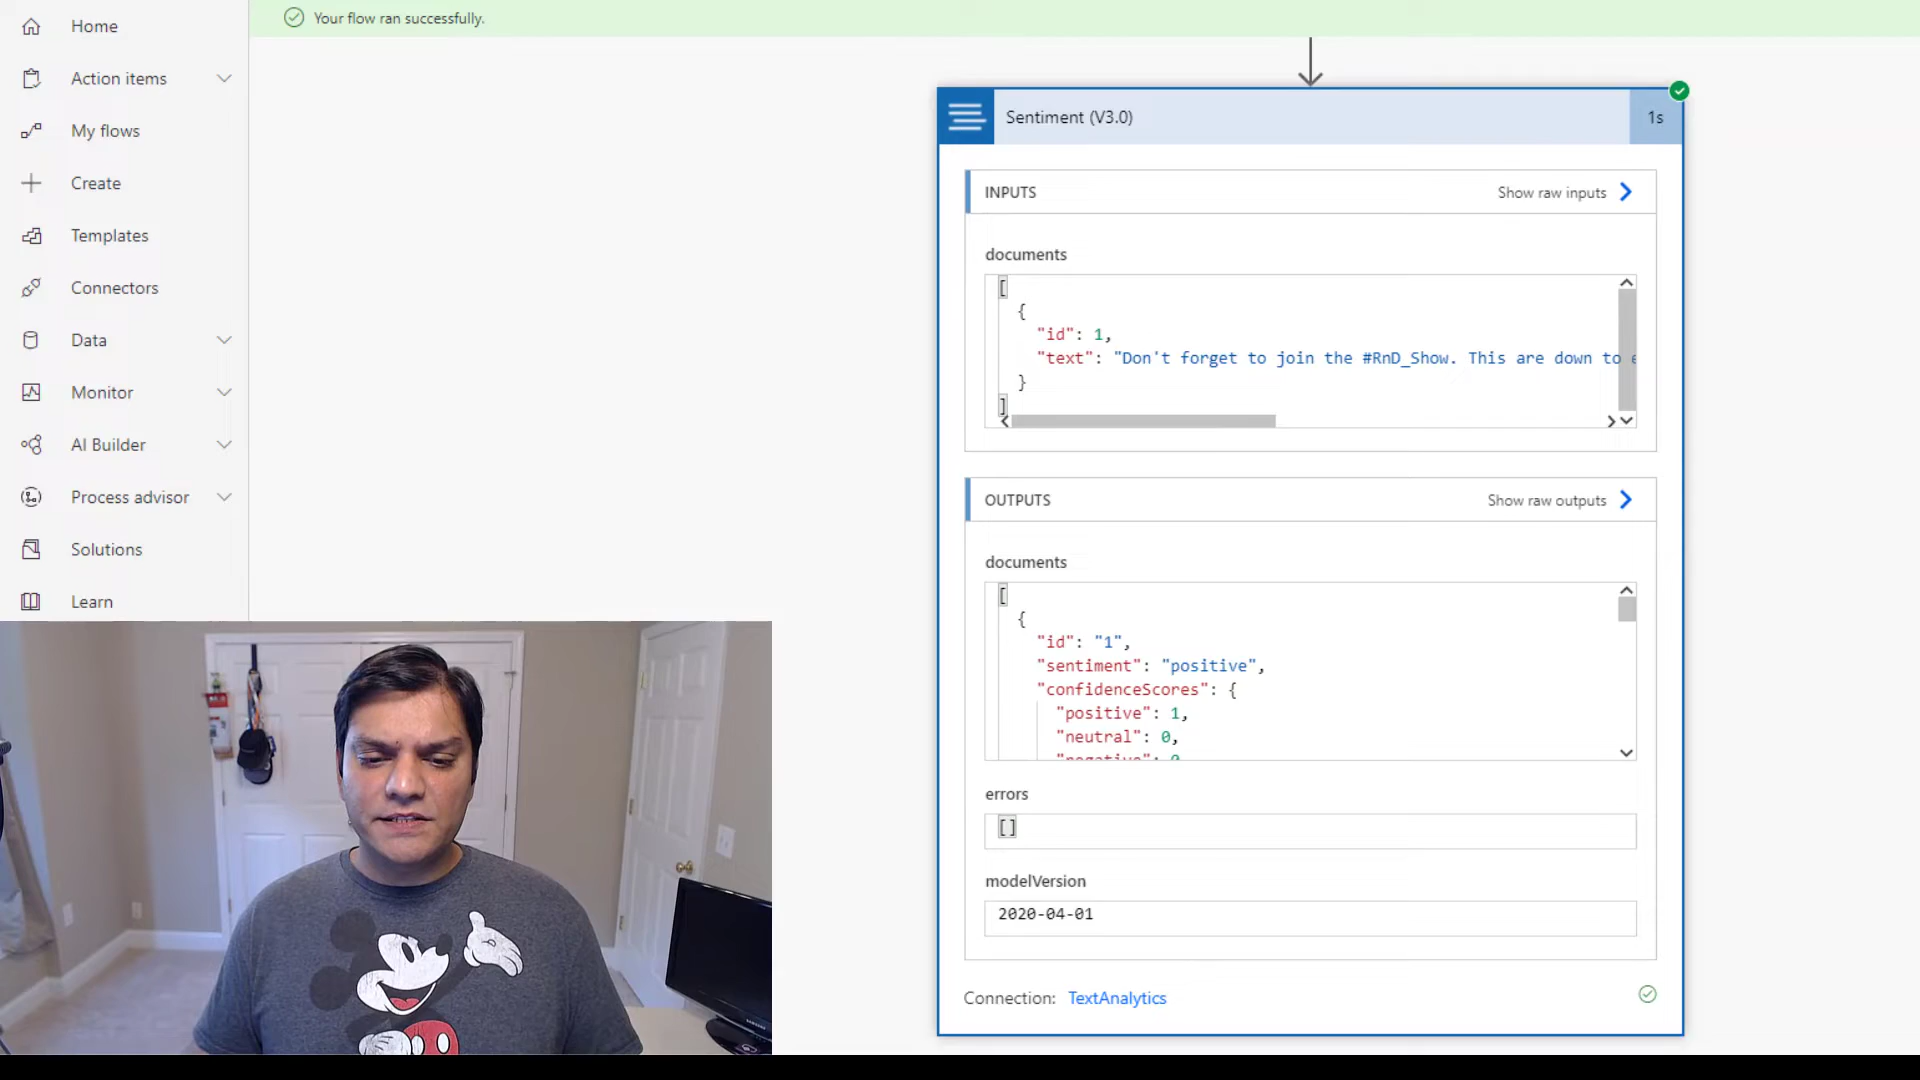 Your flow ran successfully.
Home
Action items
My flows
Create
Templates
Connectors
Data
Monitor
AI Builder
Process advisor
Solutions
Learn
Sentiment (V3.0)
1s
INPUTS
Show raw inputs
documents
[
{
"id": 1,
"text": "Don't forget to join the #RnD_Show. This are down to
}
]
OUTPUTS
Show raw outputs
documents
[
{
"id": "1",
"sentiment": "positive",
"confidenceScores": {
"positive": 1,
"neutral": 0,
"negative": 0
errors
[]
modelVersion
2020-04-01
Connection: TextAnalytics